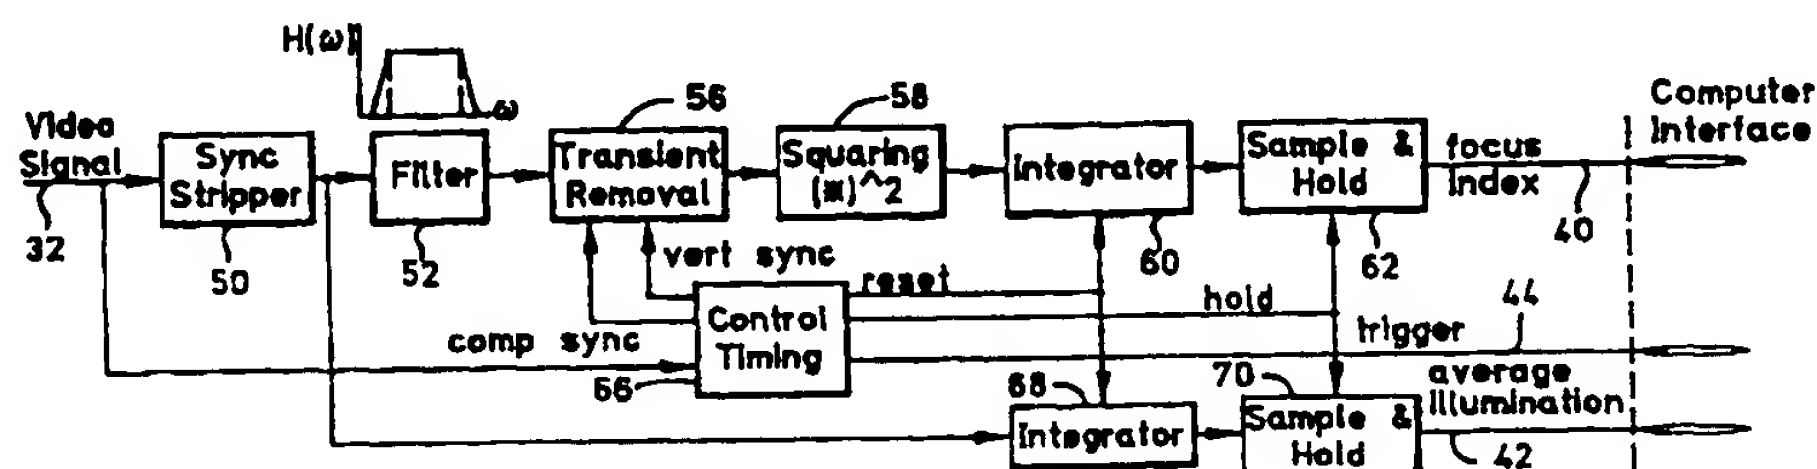 H(ω)
ω
Video
Signal
32
Sync
Stripper
50
Filter
52
56
Transient
Removal
58
Squaring
(※)^2
Integrator
60
Sample &
Hold
62
focus
index
40
Computer
Interface
vert sync
comp sync
Control
Timing
66
reset
hold
trigger
44
68
Integrator
70
Sample &
Hold
average
illumination
42